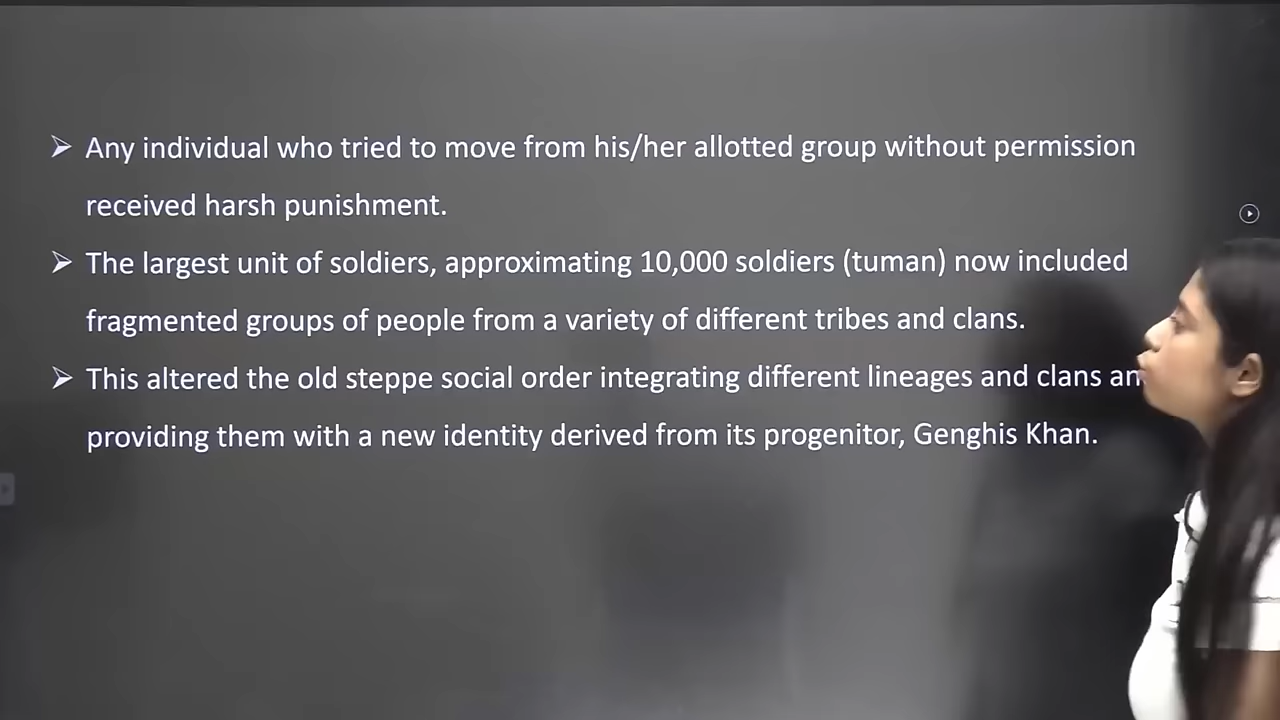 Any individual who tried to move from his/her allotted group without permission
received harsh punishment.
The largest unit of soldiers, approximating 10,000 soldiers (tuman) now included
fragmented groups of people from a variety of different tribes and clans.
This altered the old steppe social order integrating different lineages and clans an
providing them with a new identity derived from its progenitor, Genghis Khan.